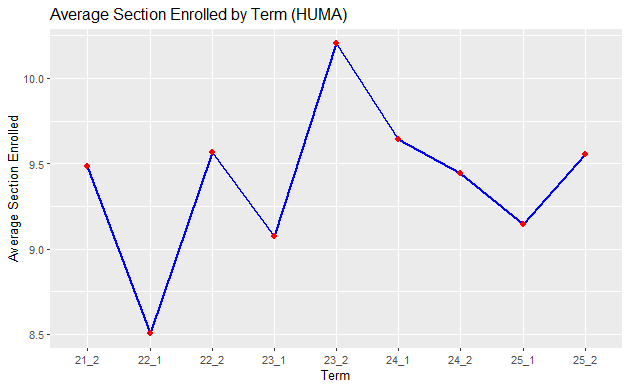 Average Section Enrolled by Term (HUMA)
Average Section Enrolled
10.0
9.5
9.0
8.5
21_2 22_1 22_2 23_1 23_2 24_1 24_2 25_1 25_2
Term